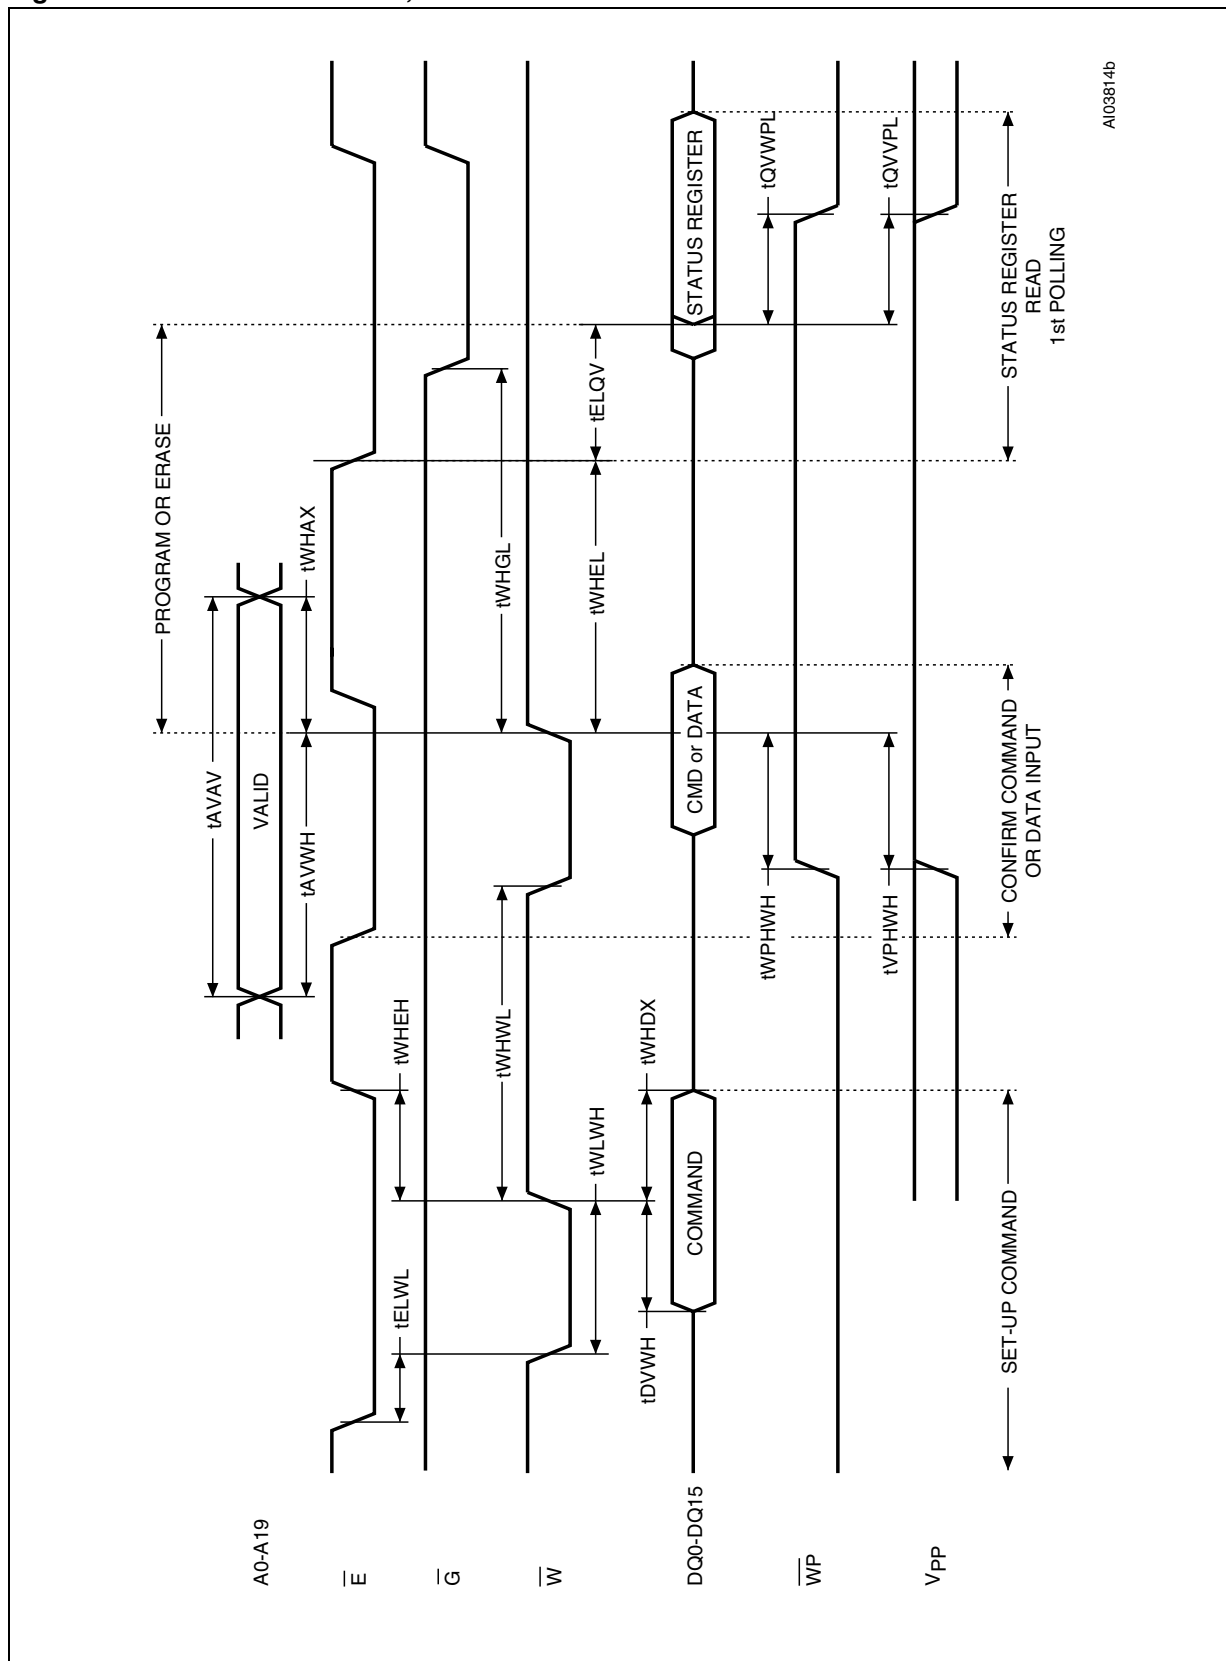 PROGRAM OR ERASE
tAVAV
A0-A19
VALID
tAVWH
tWHAX
E
tELWL
tWHEH
G
tWHWL
tWHGL
W
tWLWH
tWHEL
tELQV
tDVWH
tWHDX
DQ0-DQ15
COMMAND
CMD or DATA
STATUS REGISTER
tWPHWH
tQVWPL
WP
tVPHWH
tQVVPL
VPP
SET-UP COMMAND
CONFIRM COMMAND
OR DATA INPUT
STATUS REGISTER
READ
1st POLLING
AI03814b